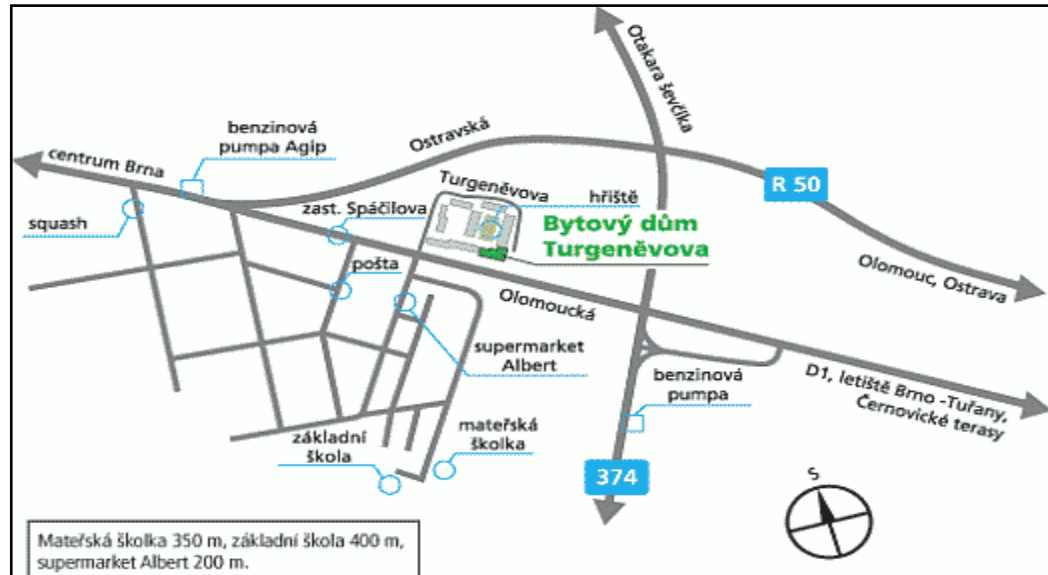 Otakara ševčíka
benzinová
pumpa Agip
Ostravská
centrum Brna
R 50
Turgeněvova
hřiště
squash
zast. Spáčilova
Bytový dům
Turgeněvova
pošta
Olomouc, Ostrava
Olomoucká
supermarket
Albert
benzinová
pumpa
D1, letiště Brno -Tuřany,
Černovické terasy
základní
škola
mateřská
školka
374
S
Mateřská školka 350 m, základní škola 400 m,
supermarket Albert 200 m.